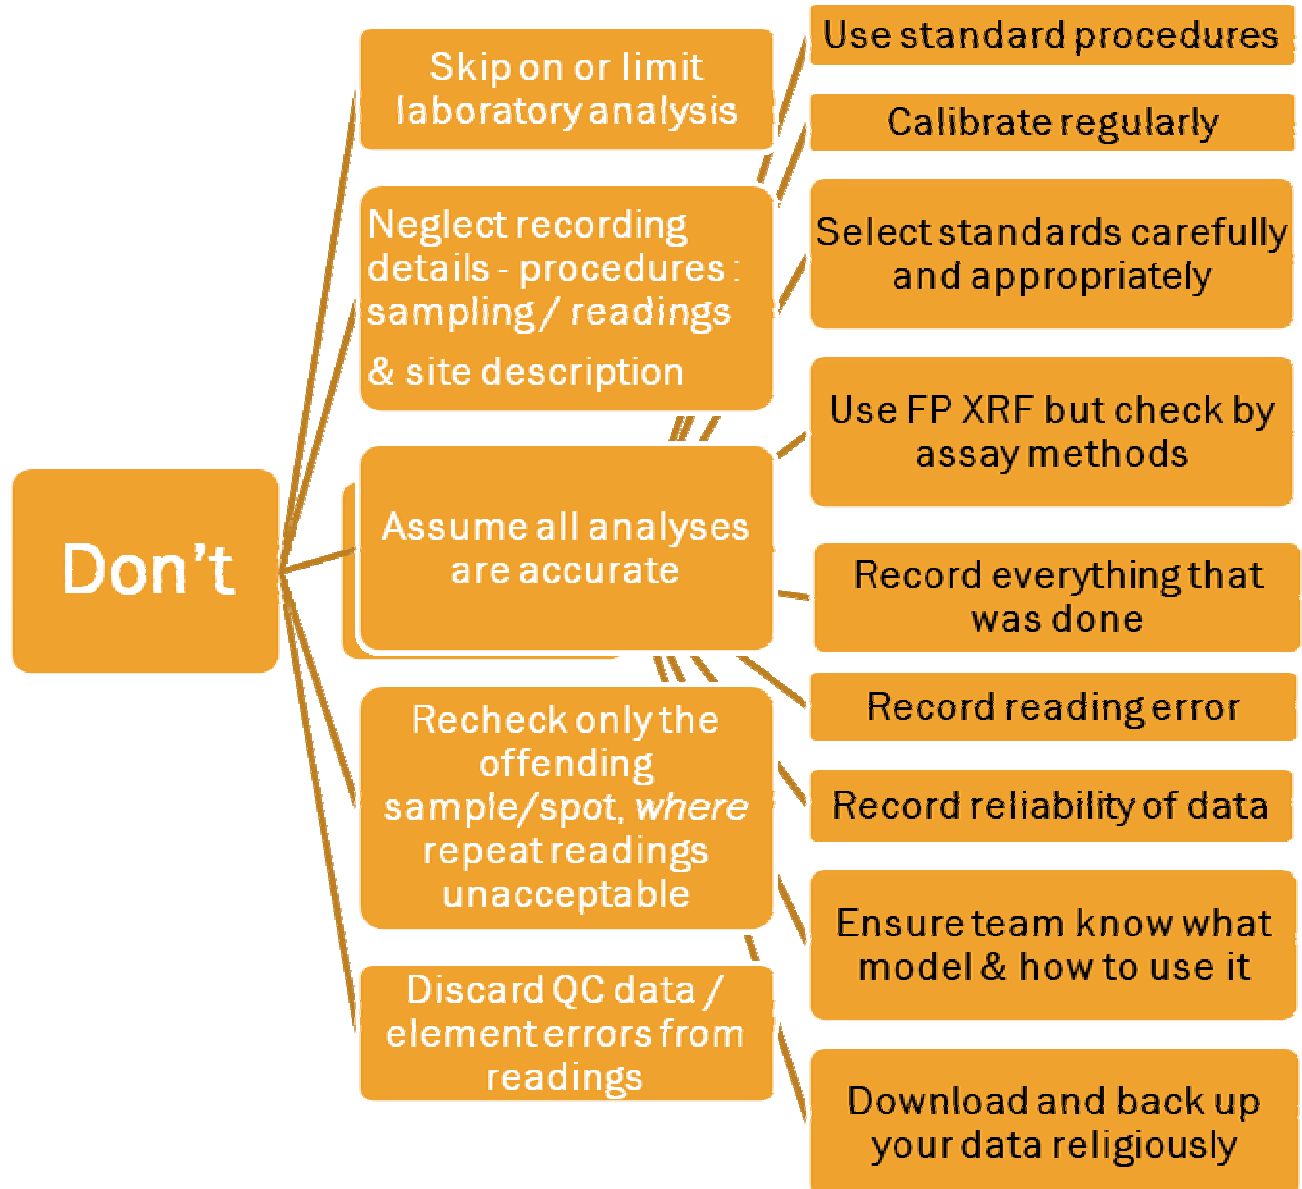 Don't
Skip on or limit
laboratory analysis
Neglect recording
details - procedures :
sampling / readings
& site description
Assume all analyses
are accurate
Recheck only the
offending
sample/spot, where
repeat readings
unacceptable
Discard QC data /
element errors from
readings
Use standard procedures
Calibrate regularly
Select standards carefully
and appropriately
Use FP XRF but check by
assay methods
Record everything that
was done
Record reading error
Record reliability of data
Ensure team know what
model & how to use it
Download and back up
your data religiously